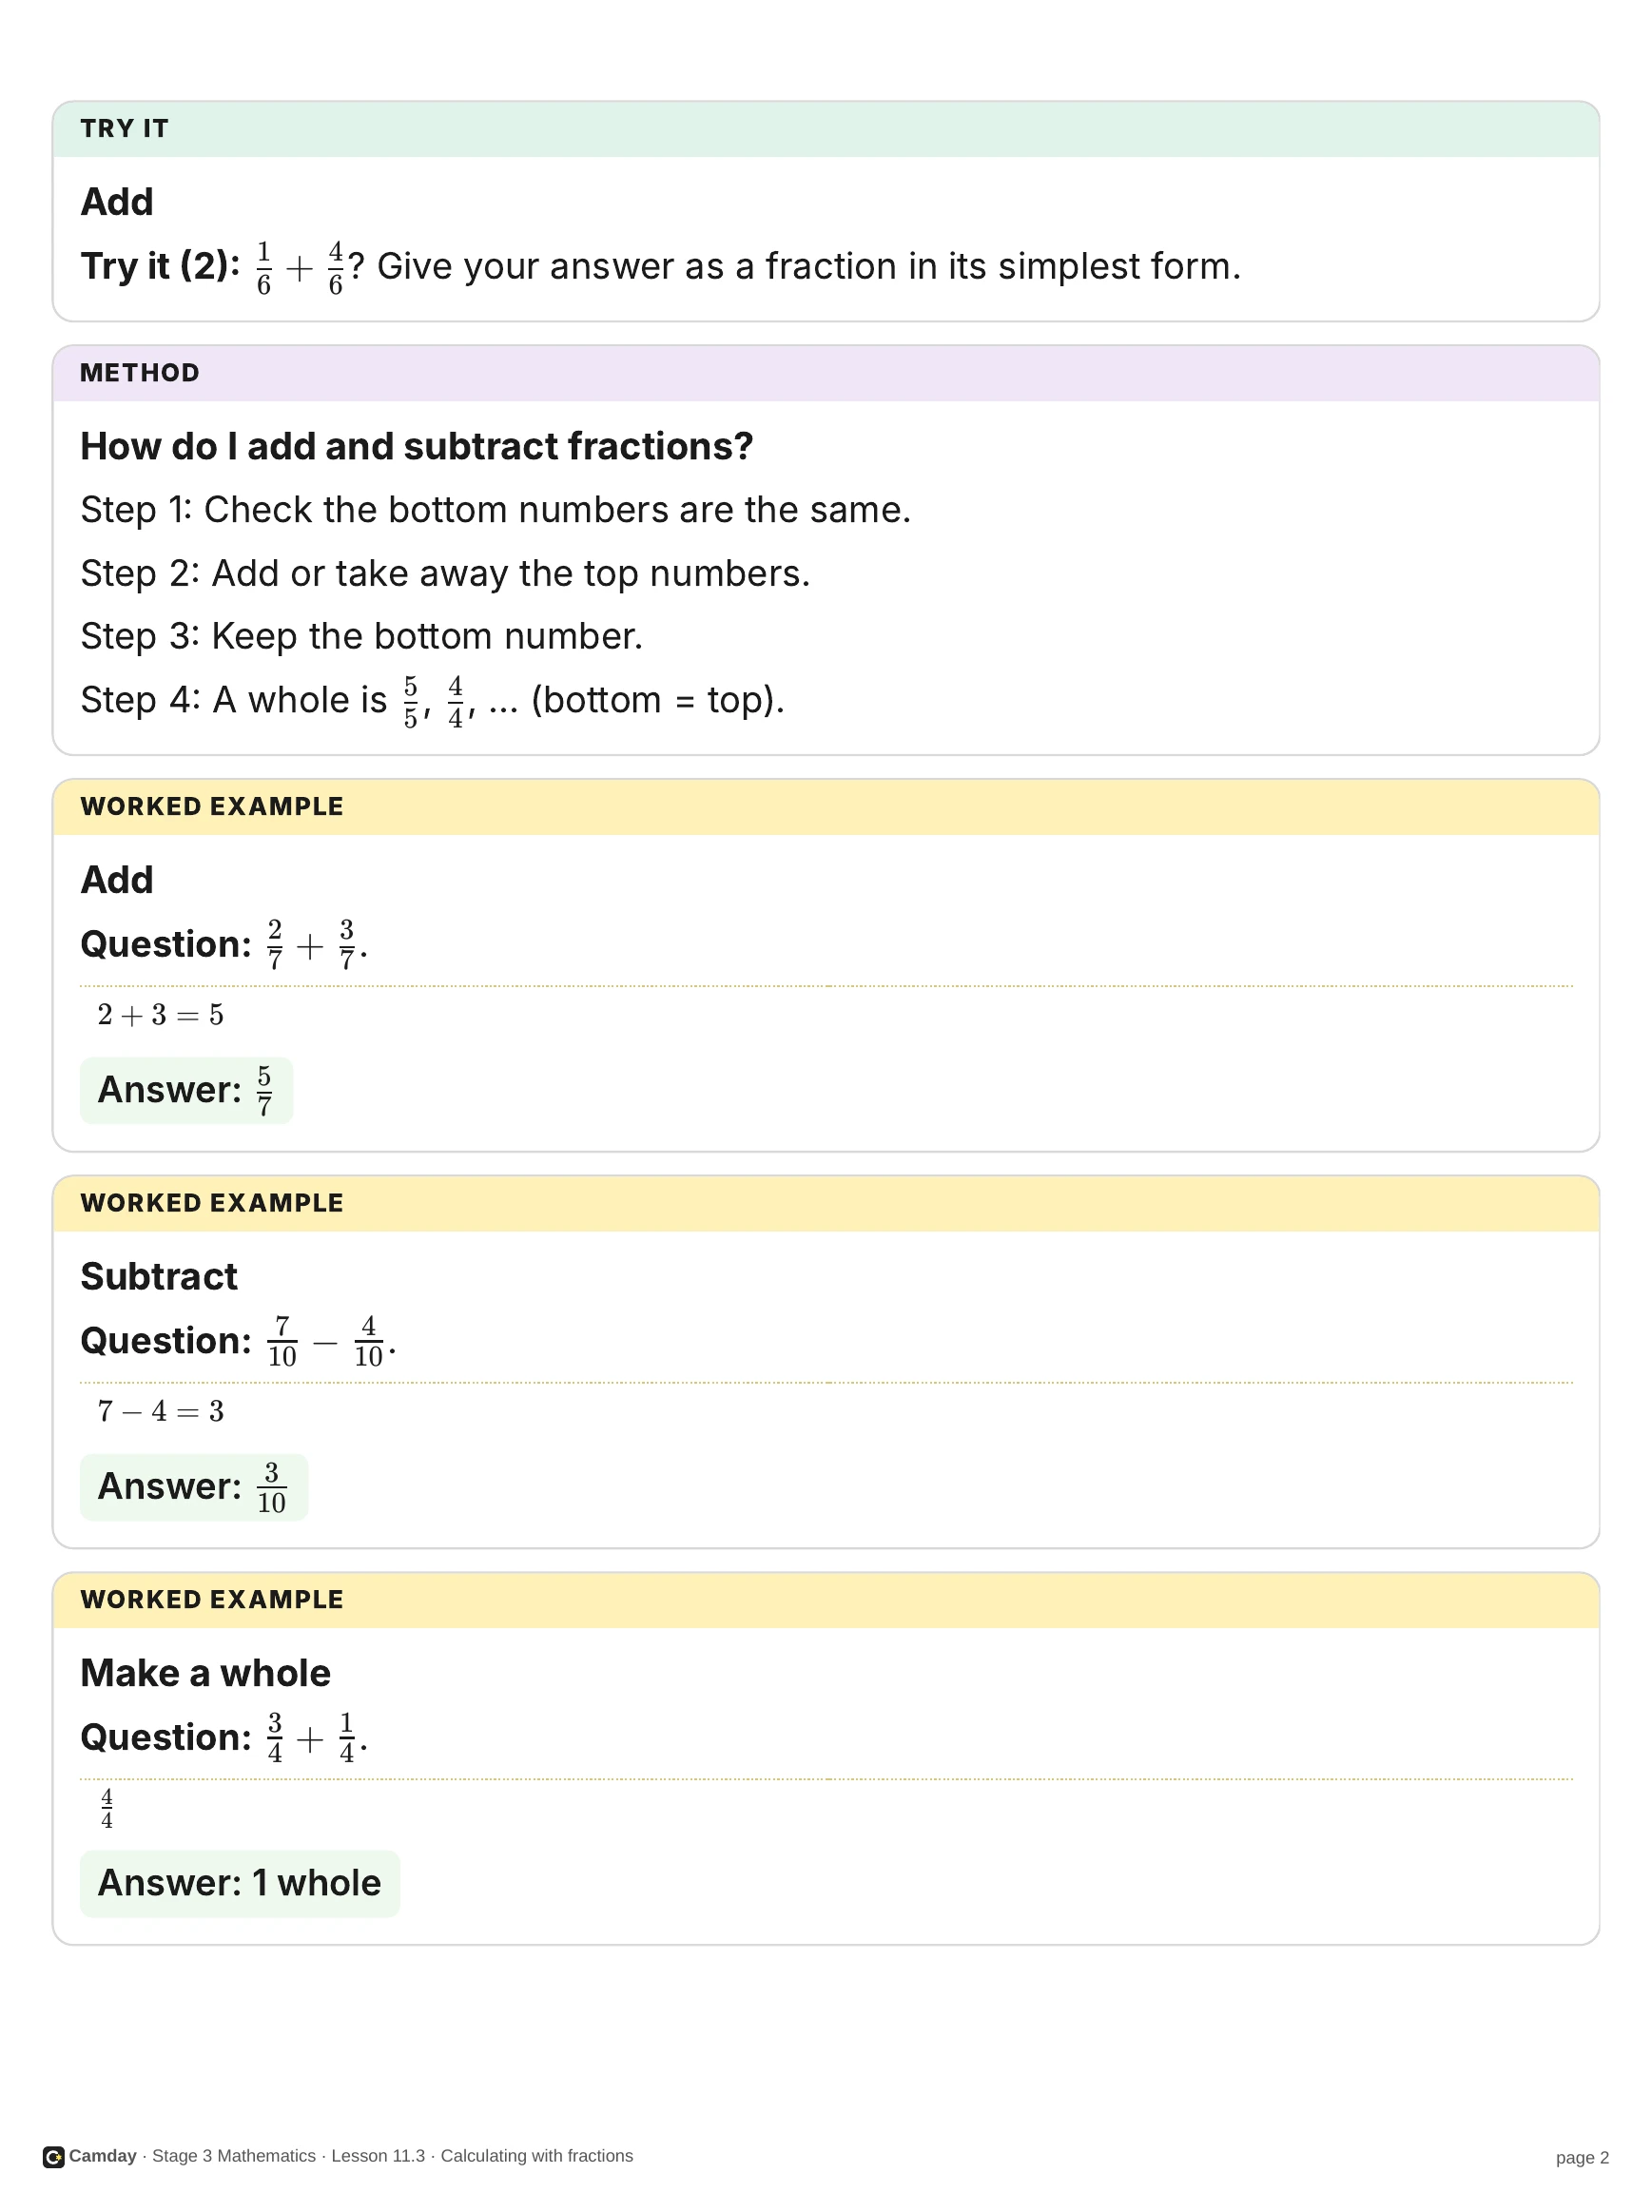 TRY IT
Add
Try it (2): 1/6 + 4/6? Give your answer as a fraction in its simplest form.
METHOD
How do I add and subtract fractions?
Step 1: Check the bottom numbers are the same.
Step 2: Add or take away the top numbers.
Step 3: Keep the bottom number.
Step 4: A whole is 5/5, 4/4, ... (bottom = top).
WORKED EXAMPLE
Add
Question: 2/7 + 3/7.
2 + 3 = 5
Answer: 5/7
WORKED EXAMPLE
Subtract
Question: 7/10 − 4/10.
7 − 4 = 3
Answer: 3/10
WORKED EXAMPLE
Make a whole
Question: 3/4 + 1/4.
4/4
Answer: 1 whole
Camday · Stage 3 Mathematics · Lesson 11.3 · Calculating with fractions page 2